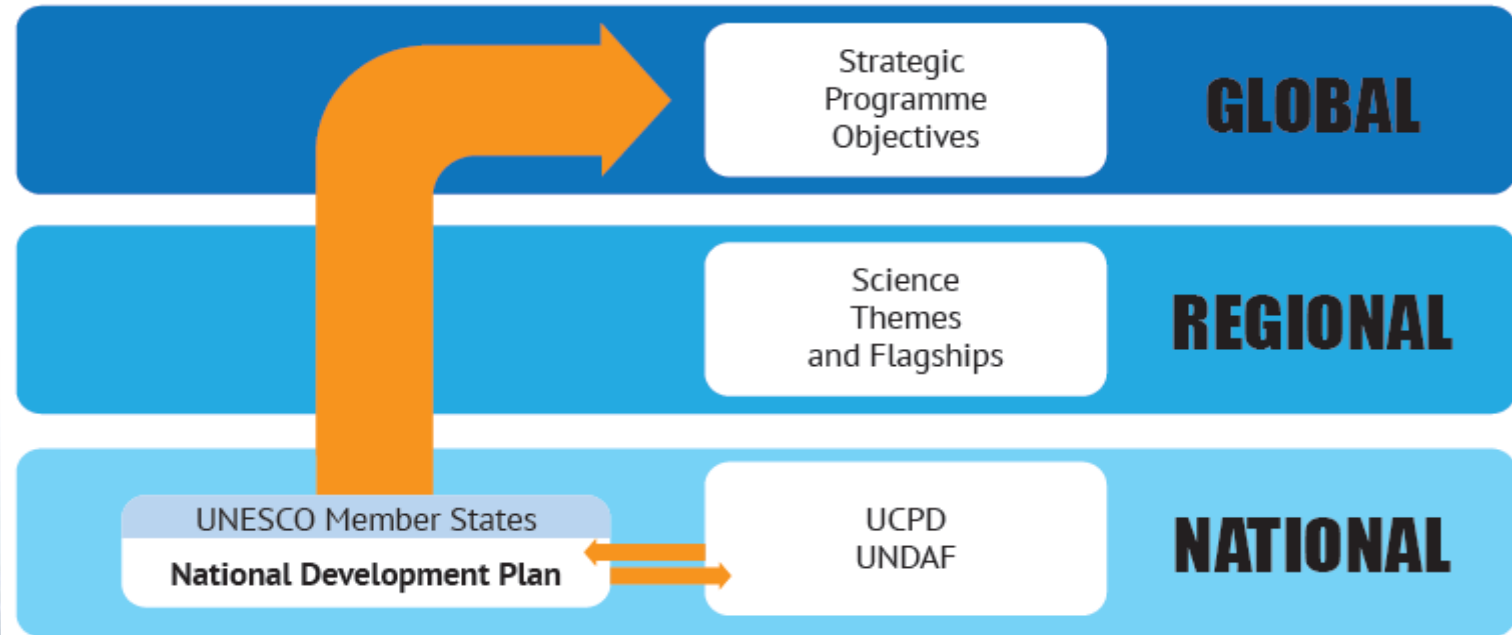 Strategic
Programme
Objectives
GLOBAL
Science
Themes
and Flagships
REGIONAL
UNESCO Member States
National Development Plan
UCPD
UNDAF
NATIONAL